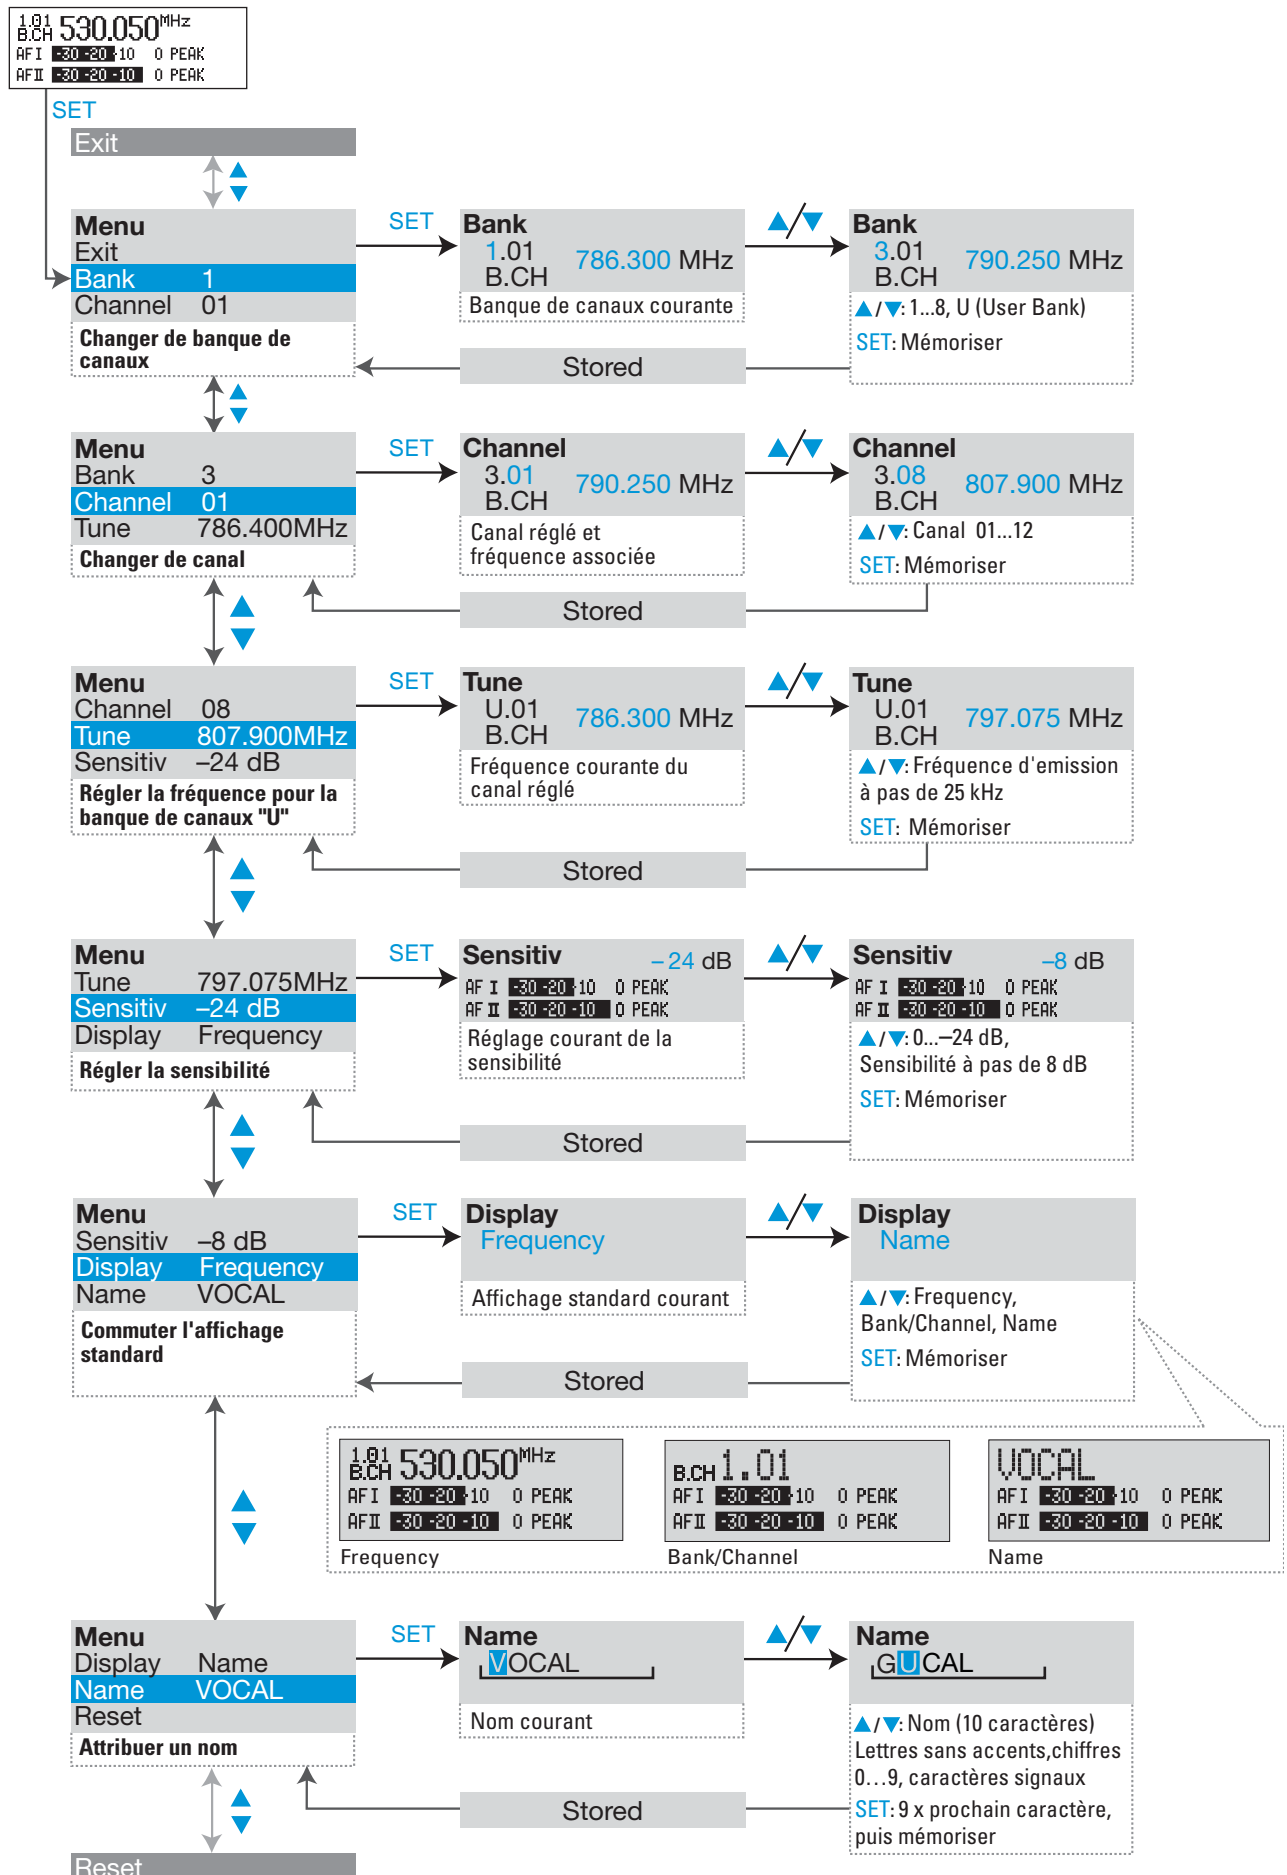 1.01
B.CH 530.050 MHz
AF I -30 -20 -10 0 PEAK
AF II -30 -20 -10 0 PEAK
SET
Exit
Menu
Exit
Bank 1
Channel 01
Changer de banque de
canaux
SET
Bank
1.01
B.CH 786.300 MHz
Banque de canaux courante
▲/▼
Bank
3.01
B.CH 790.250 MHz
▲/▼: 1...8, U (User Bank)
SET: Mémoriser
Stored
Menu
Bank 3
Channel 01
Tune 786.400MHz
Changer de canal
SET
Channel
3.01
B.CH 790.250 MHz
Canal réglé et
fréquence associée
▲/▼
Channel
3.08
B.CH 807.900 MHz
▲/▼: Canal 01...12
SET: Mémoriser
Stored
Menu
Channel 08
Tune 807.900MHz
Sensitiv –24 dB
Régler la fréquence pour la
banque de canaux "U"
SET
Tune
U.01
B.CH 786.300 MHz
Fréquence courante du
canal réglé
▲/▼
Tune
U.01
B.CH 797.075 MHz
▲/▼: Fréquence d'emission
à pas de 25 kHz
SET: Mémoriser
Stored
Menu
Tune 797.075MHz
Sensitiv –24 dB
Display Frequency
Régler la sensibilité
SET
Sensitiv – 24 dB
AF I -30 -20 -10 0 PEAK
AF II -30 -20 -10 0 PEAK
Réglage courant de la
sensibilité
▲/▼
Sensitiv –8 dB
AF I -30 -20 -10 0 PEAK
AF II -30 -20 -10 0 PEAK
▲/▼: 0...–24 dB,
Sensibilité à pas de 8 dB
SET: Mémoriser
Stored
Menu
Sensitiv –8 dB
Display Frequency
Name VOCAL
Commuter l'affichage
standard
SET
Display
Frequency
Affichage standard courant
▲/▼
Display
Name
▲/▼: Frequency,
Bank/Channel, Name
SET: Mémoriser
Stored
1.01
B.CH 530.050 MHz
AF I -30 -20 -10 0 PEAK
AF II -30 -20 -10 0 PEAK
Frequency
B.CH 1.01
AF I -30 -20 -10 0 PEAK
AF II -30 -20 -10 0 PEAK
Bank/Channel
VOCAL
AF I -30 -20 -10 0 PEAK
AF II -30 -20 -10 0 PEAK
Name
Menu
Display Name
Name VOCAL
Reset
Attribuer un nom
SET
Name
VOCAL
Nom courant
▲/▼
Name
GUCAL
▲/▼: Nom (10 caractères)
Lettres sans accents,chiffres
0...9, caractères signaux
SET: 9 x prochain caractère,
puis mémoriser
Stored
Reset